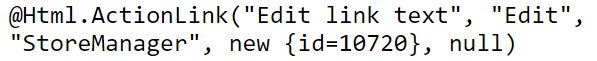 @Html.ActionLink("Edit link text", "Edit",
"StoreManager", new {id=10720}, null)